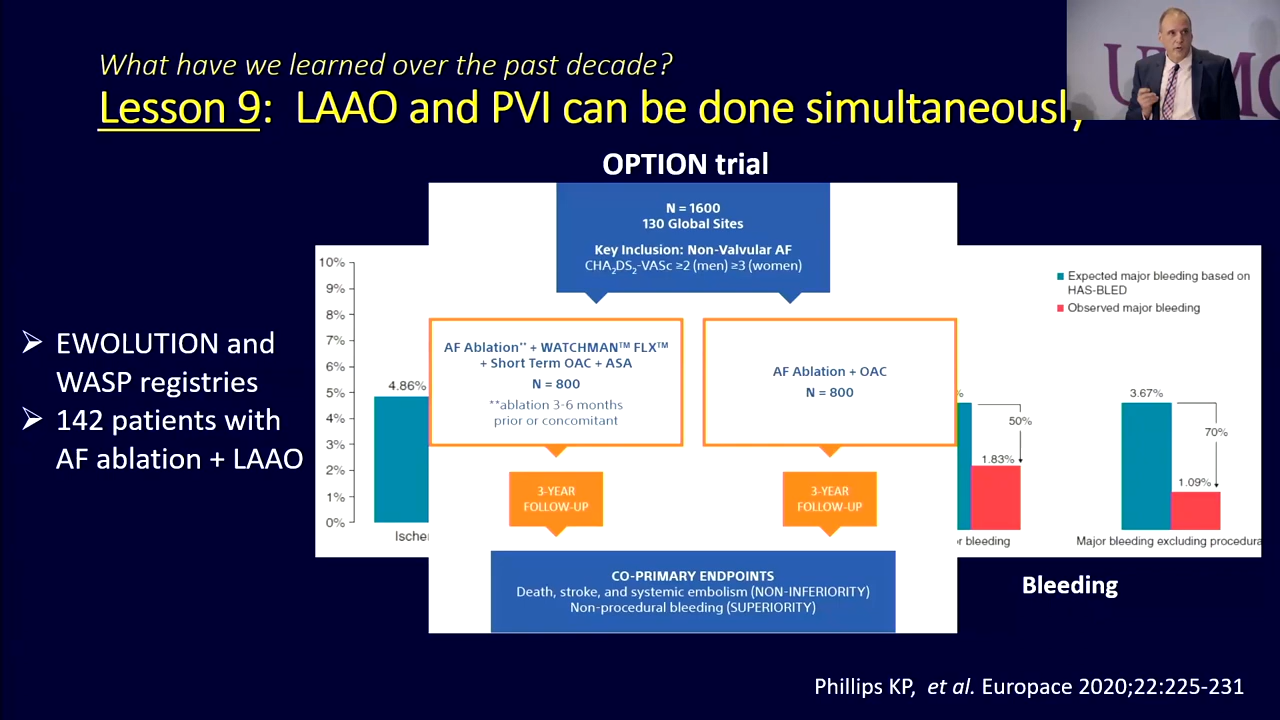 What have we learned over the past decade?
Lesson 9: LAAO and PVI can be done simultaneously
OPTION trial
N = 1600
130 Global Sites
Key Inclusion: Non-Valvular AF
CHA2DS2-VASc ≥2 (men) ≥3 (women)
AF Ablation** + WATCHMAN™ FLX™
+ Short Term OAC + ASA
N = 800
**ablation 3-6 months
prior or concomitant
AF Ablation + OAC
N = 800
3-YEAR
FOLLOW-UP
3-YEAR
FOLLOW-UP
CO-PRIMARY ENDPOINTS
Death, stroke, and systemic embolism (NON-INFERIORITY)
Non-procedural bleeding (SUPERIORITY)
➢ EWOLUTION and
WASP registries
➢ 142 patients with
AF ablation + LAAO
10%
9%
8%
7%
6%
5%
4%
3%
2%
1%
0%
4.86%
Ische
Expected major bleeding based on
HAS-BLED
Observed major bleeding
%
50%
1.83%
r bleeding
3.67%
70%
1.09%
Major bleeding excluding procedura
Bleeding
Phillips KP, et al. Europace 2020;22:225-231